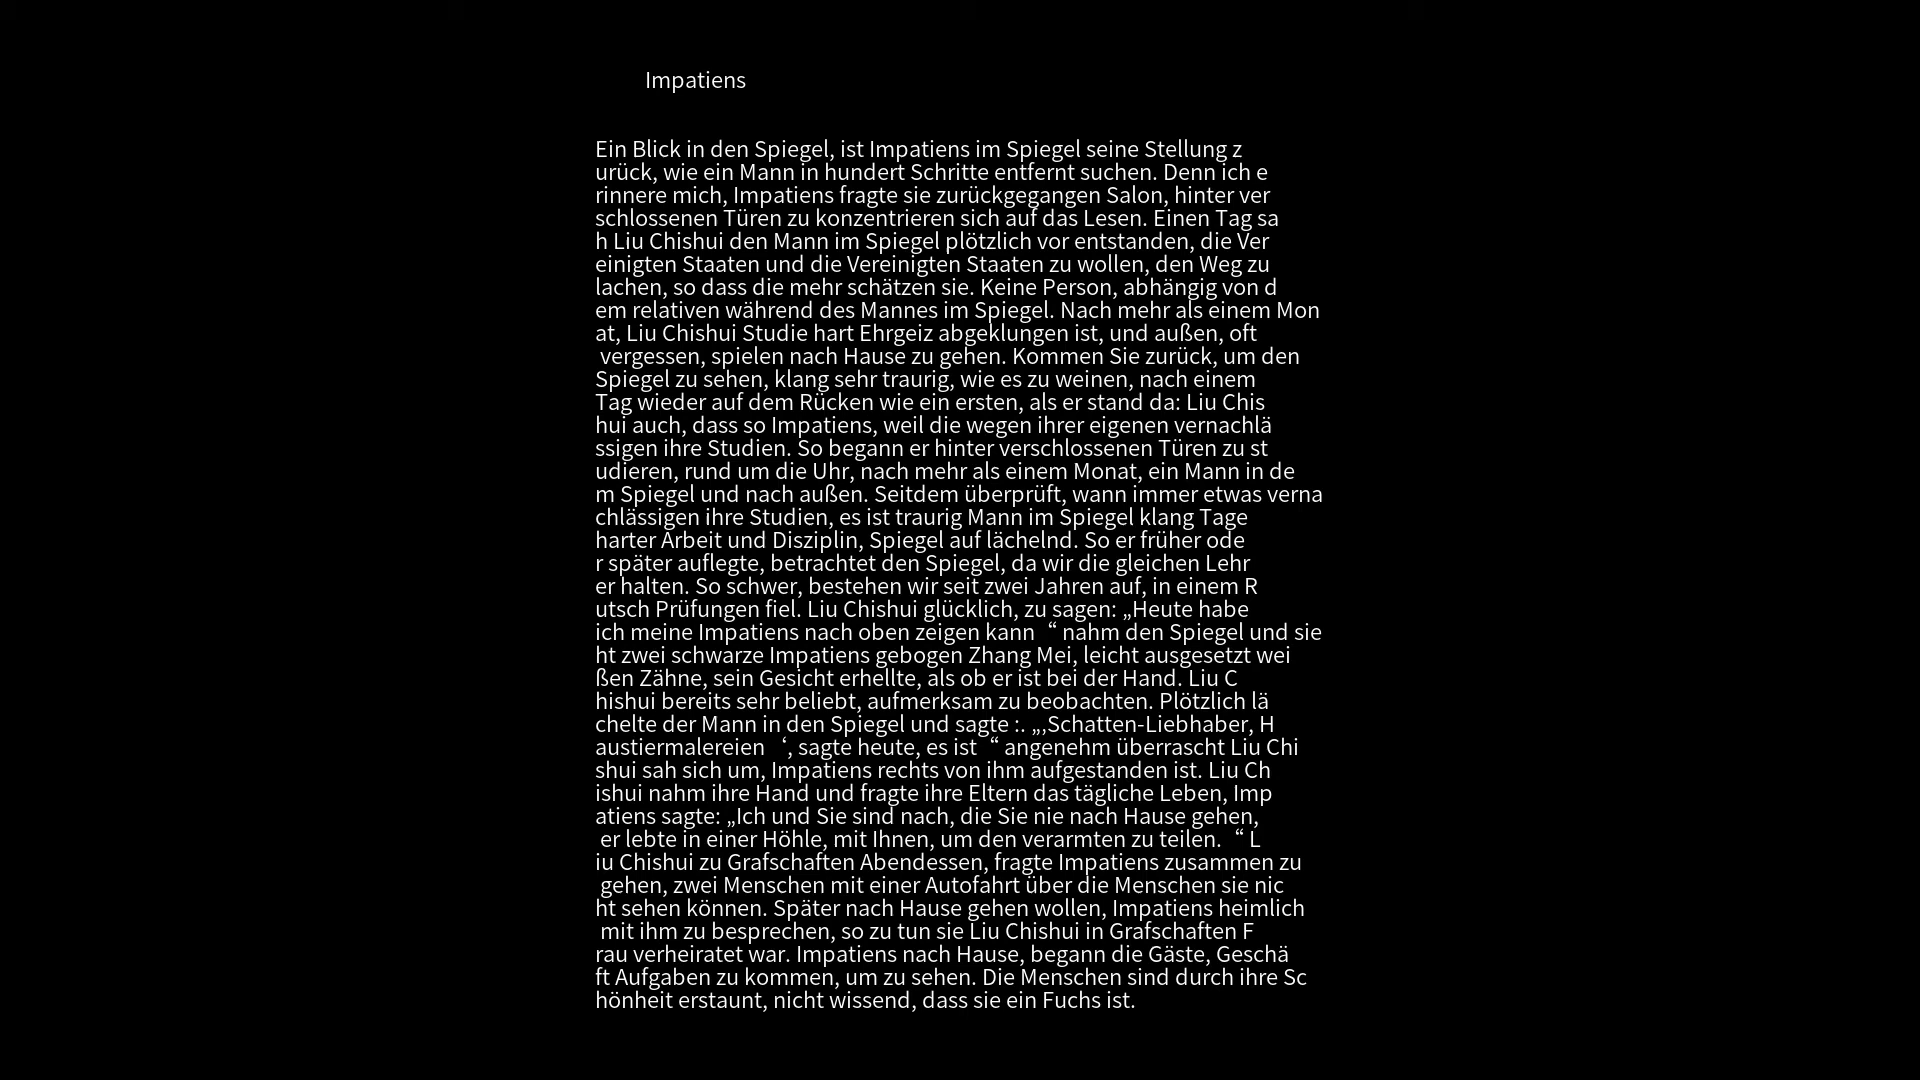 Impatiens
Ein Blick in den Spiegel, ist Impatiens im Spiegel seine Stellung z
urück, wie ein Mann in hundert Schritte entfernt suchen. Denn ich e
rinnere mich, Impatiens fragte sie zurückgegangen Salon, hinter ver
schlossenen Türen zu konzentrieren sich auf das Lesen. Einen Tag sa
h Liu Chishui den Mann im Spiegel plötzlich vor entstanden, die Ver
einigten Staaten und die Vereinigten Staaten zu wollen, den Weg zu
lachen, so dass die mehr schätzen sie. Keine Person, abhängig von d
em relativen während des Mannes im Spiegel. Nach mehr als einem Mon
at, Liu Chishui Studie hart Ehrgeiz abgeklungen ist, und außen, oft
vergessen, spielen nach Hause zu gehen. Kommen Sie zurück, um den
Spiegel zu sehen, klang sehr traurig, wie es zu weinen, nach einem
Tag wieder auf dem Rücken wie ein ersten, als er stand da: Liu Chis
hui auch, dass so Impatiens, weil die wegen ihrer eigenen vernachlä
ssigen ihre Studien. So begann er hinter verschlossenen Türen zu st
udieren, rund um die Uhr, nach mehr als einem Monat, ein Mann in de
m Spiegel und nach außen. Seitdem überprüft, wann immer etwas verna
chlässigen ihre Studien, es ist traurig Mann im Spiegel klang Tage
harter Arbeit und Disziplin, Spiegel auf lächelnd. So er früher ode
r später auflegte, betrachtet den Spiegel, da wir die gleichen Lehr
er halten. So schwer, bestehen wir seit zwei Jahren auf, in einem R
utsch Prüfungen fiel. Liu Chishui glücklich, zu sagen: „Heute habe
ich meine Impatiens nach oben zeigen kann “ nahm den Spiegel und sie
ht zwei schwarze Impatiens gebogen Zhang Mei, leicht ausgesetzt wei
ßen Zähne, sein Gesicht erhellte, als ob er ist bei der Hand. Liu C
hishui bereits sehr beliebt, aufmerksam zu beobachten. Plötzlich lä
chelte der Mann in den Spiegel und sagte :. „‚Schatten-Liebhaber, H
austiermalereien ‘, sagte heute, es ist “ angenehm überrascht Liu Chi
shui sah sich um, Impatiens rechts von ihm aufgestanden ist. Liu Ch
ishui nahm ihre Hand und fragte ihre Eltern das tägliche Leben, Imp
atiens sagte: „Ich und Sie sind nach, die Sie nie nach Hause gehen,
er lebte in einer Höhle, mit Ihnen, um den verarmten zu teilen. “ L
iu Chishui zu Grafschaften Abendessen, fragte Impatiens zusammen zu
gehen, zwei Menschen mit einer Autofahrt über die Menschen sie nic
ht sehen können. Später nach Hause gehen wollen, Impatiens heimlich
mit ihm zu besprechen, so zu tun sie Liu Chishui in Grafschaften F
rau verheiratet war. Impatiens nach Hause, begann die Gäste, Geschä
ft Aufgaben zu kommen, um zu sehen. Die Menschen sind durch ihre Sc
hönheit erstaunt, nicht wissend, dass sie ein Fuchs ist.